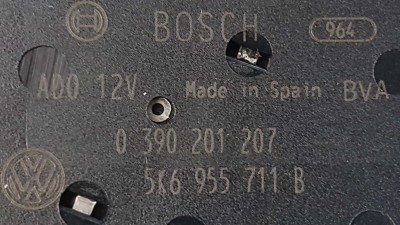 BOSCH 964
ADO 12V Made in Spain BVA
0 390 201 207
5K6 955 711 B